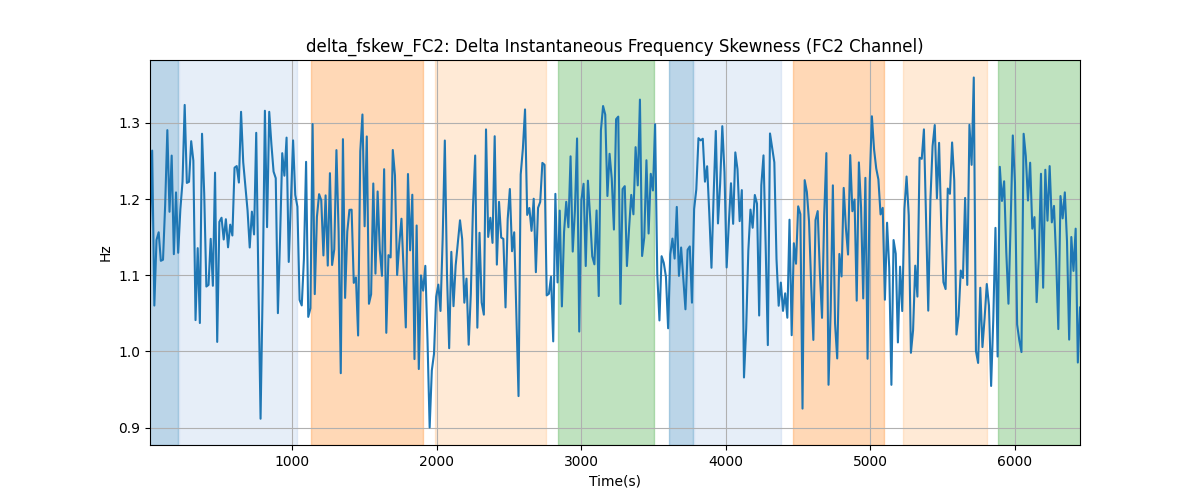 delta_fskew_FC2: Delta Instantaneous Frequency Skewness (FC2 Channel)
Hz
1.3
1.2
1.1
1.0
0.9
1000 2000 3000 4000 5000 6000
Time(s)